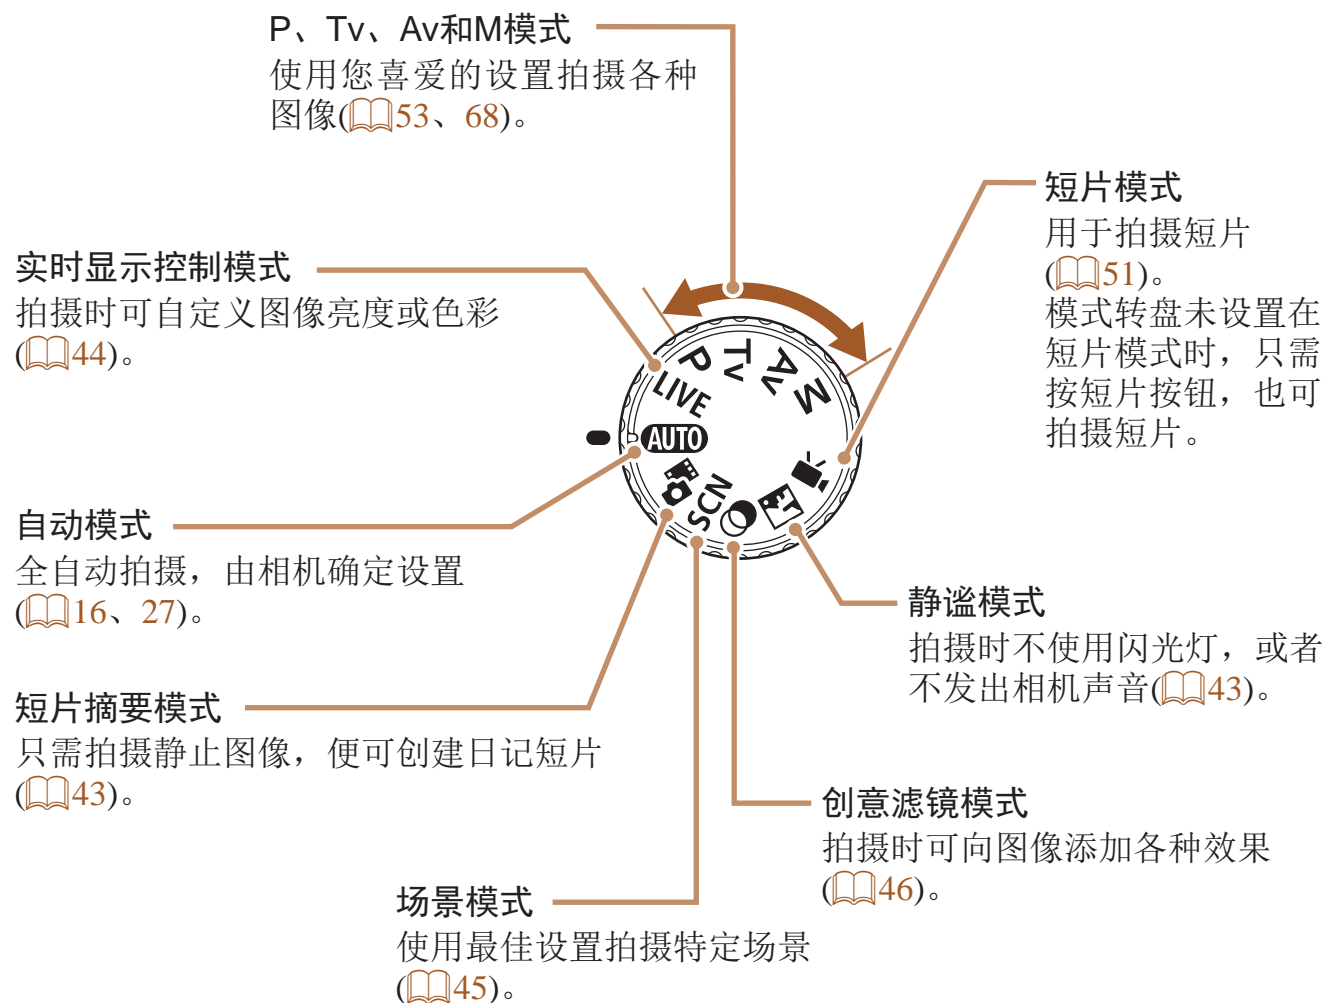 P、Tv、Av和M模式
使用您喜爱的设置拍摄各种
图像(53、68)。
短片模式
用于拍摄短片
(51)。
模式转盘未设置在
短片模式时，只需
按短片按钮，也可
拍摄短片。
实时显示控制模式
拍摄时可自定义图像亮度或色彩
(44)。
P
Tv
Av
M
LIVE
AUTO
SCN
自动模式
全自动拍摄，由相机确定设置
(16、27)。
静谧模式
拍摄时不使用闪光灯，或者
不发出相机声音(43)。
短片摘要模式
只需拍摄静止图像，便可创建日记短片
(43)。
创意滤镜模式
拍摄时可向图像添加各种效果
(46)。
场景模式
使用最佳设置拍摄特定场景
(45)。